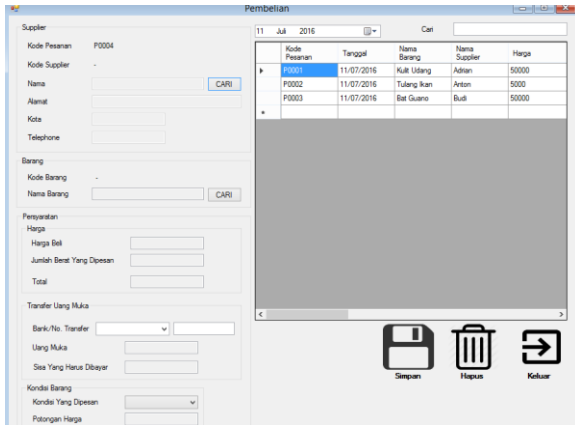 Pembelian
Supplier
Kode Pesanan P0004
Kode Supplier -
Nama CARI
Alamat
Kota
Telephone
Barang
Kode Barang -
Nama Barang CARI
Persyaratan
Harga
Harga Beli
Jumlah Berat Yang Dipesan
Total
Transfer Uang Muka
Bank/No. Transfer
Uang Muka
Sisa Yang Harus Dibayar
Kondisi Barang
Kondisi Yang Dipesan
Potongan Harga
11 Juli 2016 Cari
Kode Pesanan Tanggal Nama Barang Nama Supplier Harga
P0001 11/07/2016 Kulit Udang Adrian 50000
P0002 11/07/2016 Tulang Ikan Anton 5000
P0003 11/07/2016 Bat Guano Budi 50000
Simpan Hapus Keluar